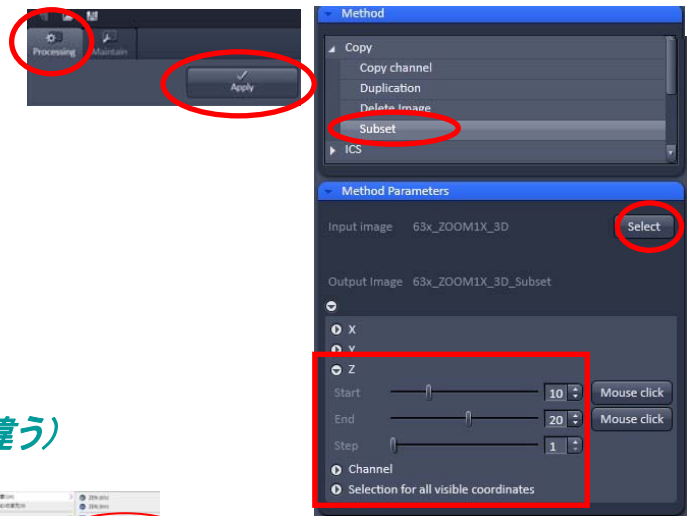 Processing
Maintain
Apply
Method
Copy
Copy channel
Duplication
Delete Image
Subset
ICS
Method Parameters
Input image 63x_ZOOM1X_3D Select
Output Image 63x_ZOOM1X_3D_Subset
X
Y
Z
Start 10 Mouse click
End 20 Mouse click
Step 1
Channel
Selection for all visible coordinates
違う)